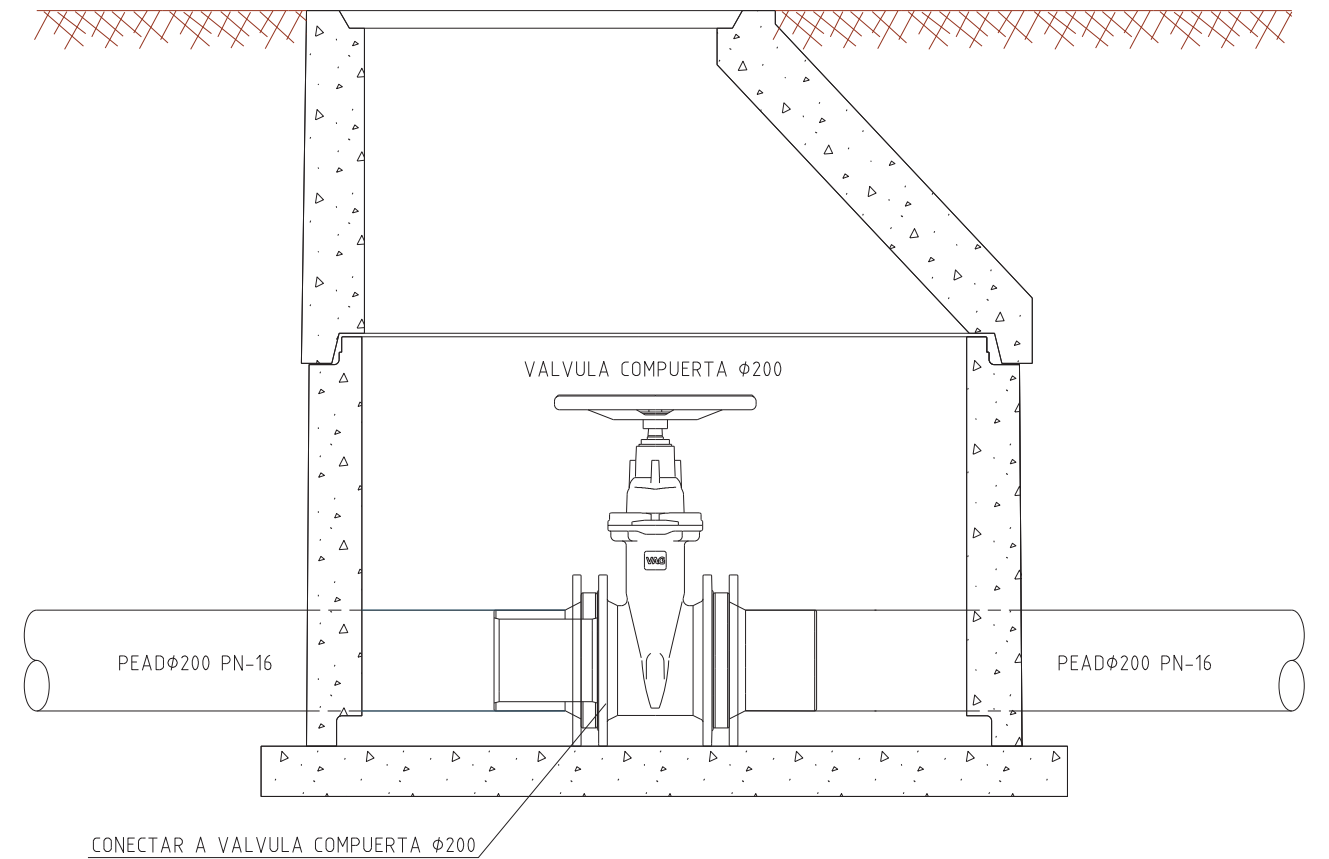 VALVULA COMPUERTA Φ200
VAG
PEADΦ200 PN-16
PEADΦ200 PN-16
CONECTAR A VALVULA COMPUERTA Φ200